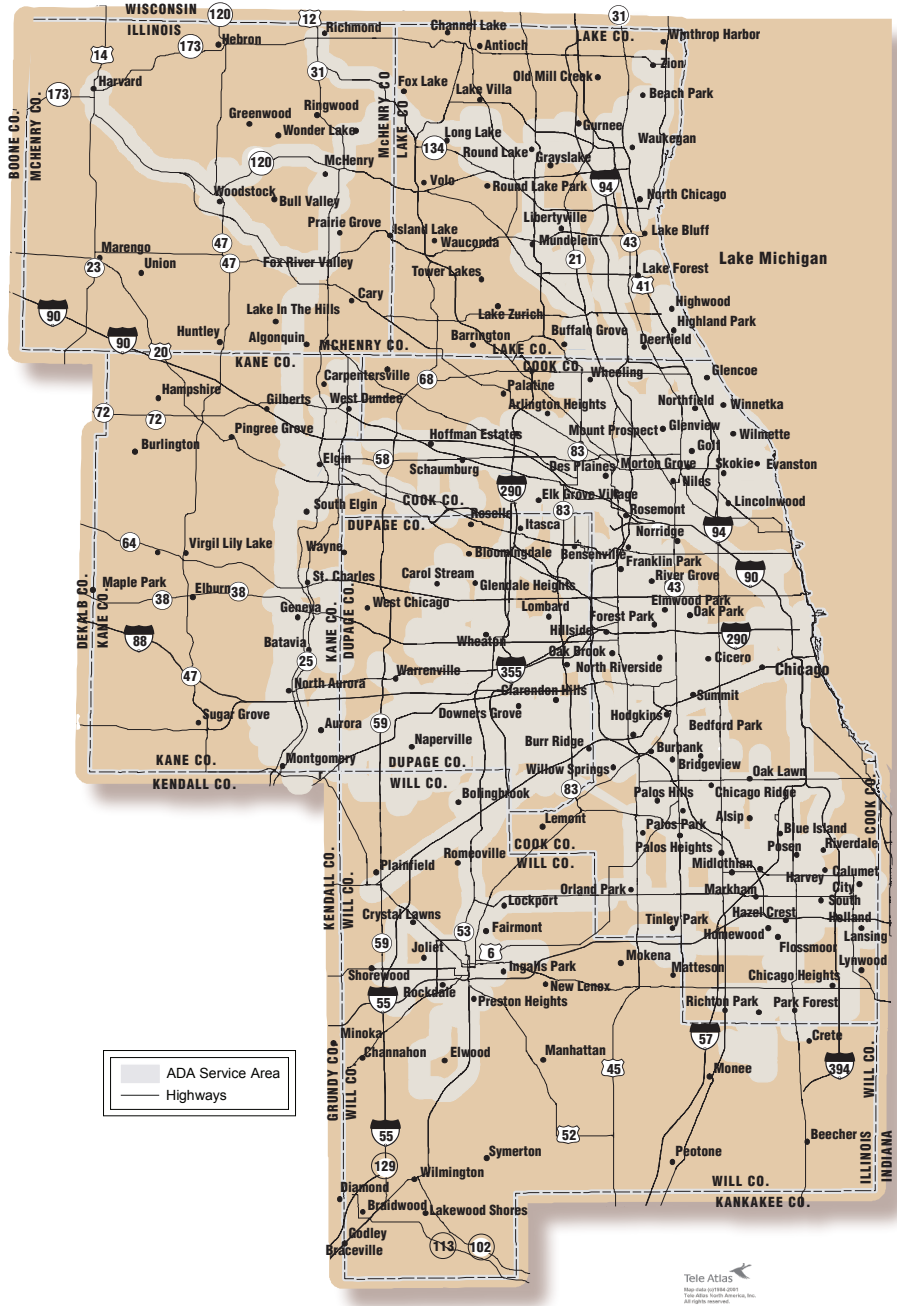 WISCONSIN
ILLINOIS
120
12
31
Richmond
Channel Lake
LAKE CO.
Winthrop Harbor
Hebron
173
14
Antioch
Zion
31
Harvard
173
Fox Lake
Old Mill Creek
Lake Villa
Beach Park
BOONE CO.
MCHENRY CO.
MCHENRY CO
LAKE CO
Greenwood
Ringwood
Wonder Lake
Long Lake
Gurnee
Waukegan
134
Round Lake
Grayslake
120
McHenry
94
Volo
Round Lake Park
North Chicago
Woodstock
Bull Valley
Libertyville
Prairie Grove
Island Lake
Wauconda
Mundelein
43
Lake Bluff
47
Marengo
Union
23
47
Fox River Valley
21
Lake Michigan
Tower Lakes
Lake Forest
41
Cary
Highwood
90
Lake In The Hills
Lake Zurich
Highland Park
90
Huntley
Algonquin
Barrington
Buffalo Grove
Deerfield
20
MCHENRY CO.
KANE CO.
LAKE CO.
COOK CO.
Carpentersville
68
Wheeling
Glencoe
Hampshire
Gilberts
West Dundee
Palatine
Northfield
Winnetka
72
72
Arlington Heights
Pingree Grove
Hoffman Estates
Mount Prospect
Glenview
Wilmette
Burlington
58
83
Golf
Elgin
Schaumburg
Des Plaines
Morton Grove
Skokie
Evanston
290
Niles
Elk Grove Village
South Elgin
COOK CO.
DUPAGE CO.
Roselle
83
Rosemont
Lincolnwood
64
Itasca
Norridge
94
Virgil Lily Lake
Wayne
Bloomingdale
Bensenville
Franklin Park
90
Maple Park
St. Charles
Carol Stream
Glendale Heights
River Grove
43
Elburn
38
38
DEKALB CO.
KANE CO.
Geneva
KANE CO.
DUPAGE CO.
West Chicago
Lombard
Elmwood Park
Forest Park
Oak Park
88
Batavia
Wheaton
Hillside
290
25
Oak Brook
Cicero
47
Warrenville
355
North Riverside
Chicago
North Aurora
Clarendon Hills
Summit
Sugar Grove
Aurora
59
Downers Grove
Hodgkins
Bedford Park
Naperville
Burr Ridge
Burbank
KANE CO.
KENDALL CO.
Montgomery
DUPAGE CO.
WILL CO.
Willow Springs
Bridgeview
Oak Lawn
83
Bolingbrook
Palos Hills
Chicago Ridge
COOK CO.
Lemont
Alsip
Palos Park
Blue Island
Romeoville
COOK CO.
WILL CO.
Palos Heights
Posen
Riverdale
KENDALL CO.
WILL CO.
Plainfield
Midlothian
Harvey
Calumet
City
Orland Park
Markham
Lockport
South
Holland
Crystal Lawns
Hazel Crest
53
Fairmont
Tinley Park
Homewood
Lansing
59
Joliet
6
Flossmoor
Shorewood
Ingalls Park
Mokena
Matteson
Lynwood
Chicago Heights
55
Rockdale
New Lenox
Preston Heights
Richton Park
Park Forest
Minoka
57
Crete
Channahon
Elwood
Manhattan
45
Monee
394
GRUNDY CO.
WILL CO
WILL CO.
ADA Service Area
Highways
55
52
Beecher
ILLINOIS
INDIANA
129
Symerton
Peotone
Wilmington
WILL CO.
KANKAKEE CO.
Diamond
Braidwood
Lakewood Shores
Godley
Braceville
113
102
Tele Atlas
Map data (c)1984-2001
Tele Atlas North America, Inc.
All rights reserved.